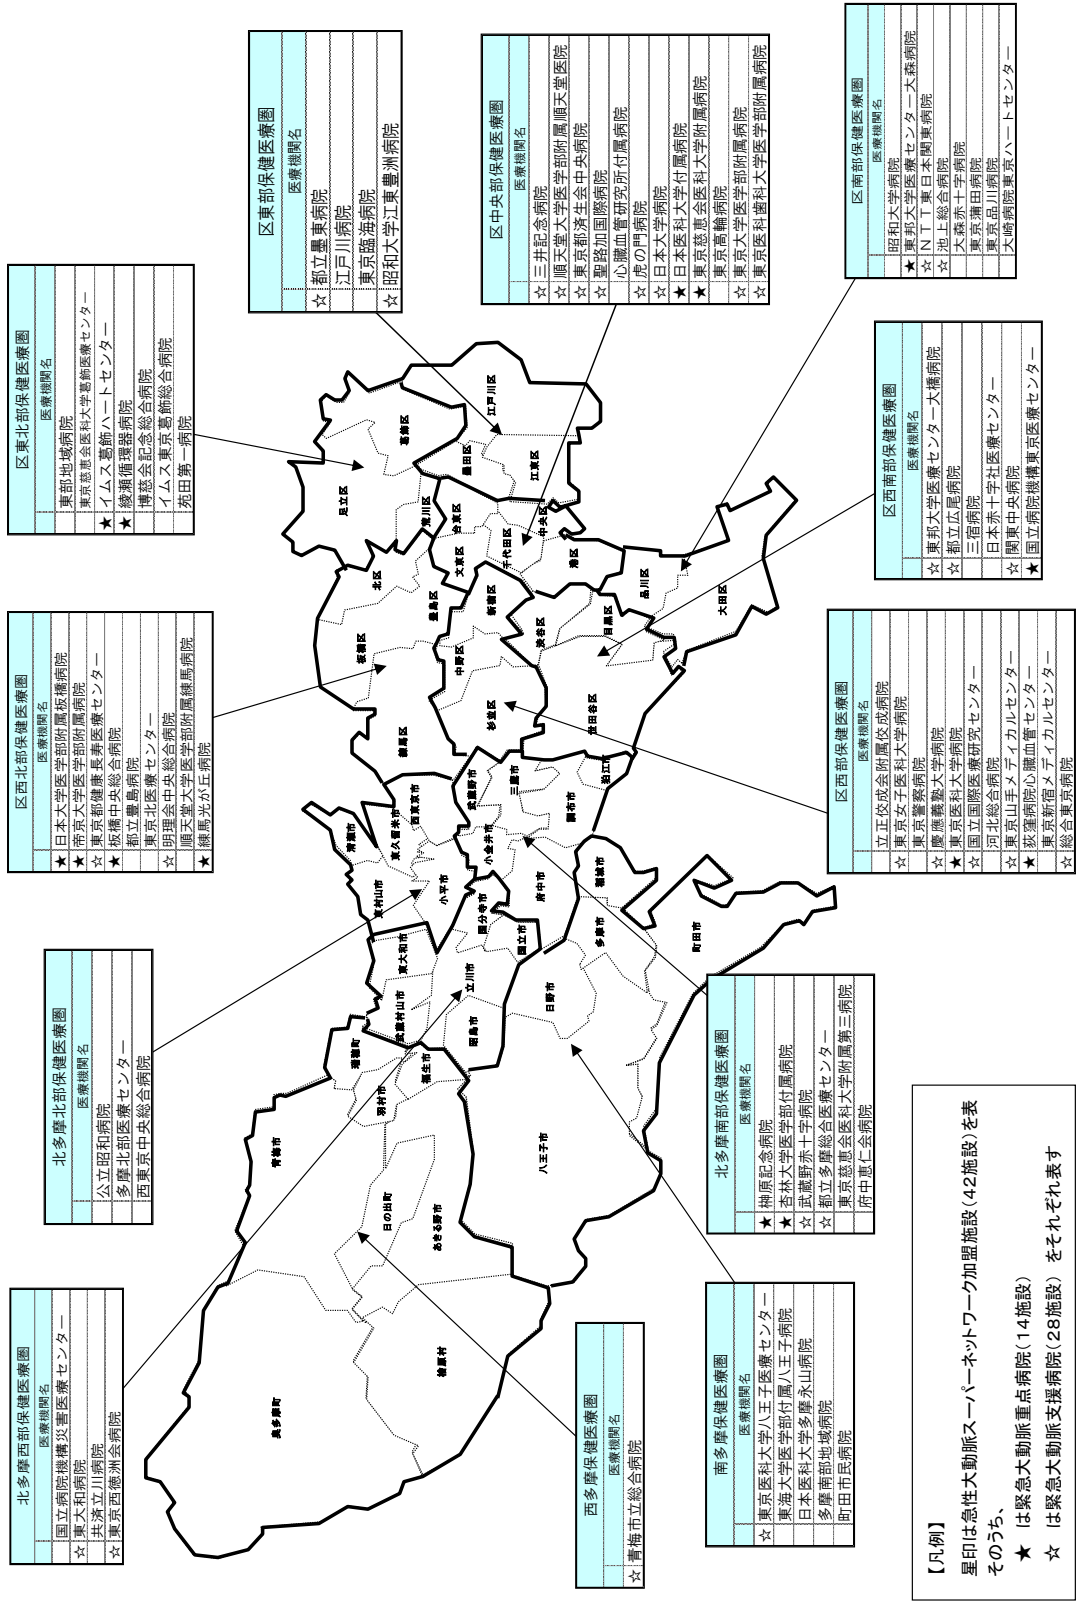 北多摩西部保健医療圏
医療機関名
国立病院機構災害医療センター
☆ 東大和病院
共済立川病院
☆ 東京西徳洲会病院
北多摩北部保健医療圏
医療機関名
公立昭和病院
多摩北部医療センター
西東京中央総合病院
区西北部保健医療圏
医療機関名
★ 日本大学医学部附属板橋病院
★ 帝京大学医学部附属病院
☆ 東京都健康長寿医療センター
★ 板橋中央総合病院
都立豊島病院
東京北医療センター
☆ 明理会中央総合病院
順天堂大学医学部附属練馬病院
★ 練馬光が丘病院
区東北部保健医療圏
医療機関名
東部地域病院
東京慈恵会医科大学葛飾医療センター
★ イムス葛飾ハートセンター
★ 綾瀬循環器病院
博慈会記念総合病院
イムス東京葛飾総合病院
苑田第一病院
区東部保健医療圏
医療機関名
☆ 都立墨東病院
江戸川病院
東京臨海病院
☆ 昭和大学江東豊洲病院
区中央部保健医療圏
医療機関名
☆ 三井記念病院
☆ 順天堂大学医学部附属順天堂医院
☆ 東京都済生会中央病院
☆ 聖路加国際病院
心臓血管研究所付属病院
☆ 虎の門病院
☆ 日本大学病院
★ 日本医科大学付属病院
★ 東京慈恵会医科大学附属病院
東京高輪病院
☆ 東京大学医学部附属病院
☆ 東京医科歯科大学医学部附属病院
区南部保健医療圏
医療機関名
昭和大学病院
★ 東邦大学医療センター大森病院
☆ NTT東日本関東病院
☆ 池上総合病院
大森赤十字病院
東京蒲田病院
東京品川病院
大崎病院東京ハートセンター
区西南部保健医療圏
医療機関名
☆ 東邦大学医療センター大橋病院
☆ 都立広尾病院
三宿病院
日本赤十字社医療センター
☆ 関東中央病院
★ 国立病院機構東京医療センター
区西部保健医療圏
医療機関名
立正佼成会附属佼成病院
☆ 東京女子医科大学病院
東京警察病院
☆ 慶應義塾大学病院
★ 東京医科大学病院
☆ 国立国際医療研究センター
河北総合病院
☆ 東京山手メディカルセンター
★ 荻窪病院心臓血管センター
東京新宿メディカルセンター
☆ 総合東京病院
北多摩南部保健医療圏
医療機関名
★ 榊原記念病院
★ 杏林大学医学部付属病院
☆ 武蔵野赤十字病院
☆ 都立多摩総合医療センター
東京慈恵会医科大学附属第三病院
府中恵仁会病院
南多摩保健医療圏
医療機関名
☆ 東京医科大学八王子医療センター
東海大学医学部付属八王子病院
日本医科大学多摩永山病院
多摩南部地域病院
町田市民病院
西多摩保健医療圏
医療機関名
☆ 青梅市立総合病院
奥多摩町
檜原村
青梅市
日の出町
あきる野市
瑞穂町
羽村市
福生市
武蔵村山市
東大和市
昭島市
立川市
国分寺市
国立市
八王子市
日野市
多摩市
稲城市
町田市
清瀬市
東村山市
東久留米市
西東京市
小平市
小金井市
武蔵野市
三鷹市
調布市
狛江市
府中市
練馬区
板橋区
北区
豊島区
足立区
葛飾区
荒川区
墨田区
江戸川区
江東区
台東区
文京区
千代田区
中央区
港区
新宿区
中野区
杉並区
渋谷区
目黒区
世田谷区
品川区
大田区
【凡例】
星印は急性大動脈スーパーネットワーク加盟施設(42施設)を表
そのうち、
★ は緊急大動脈重点病院(14施設)
☆ は緊急大動脈支援病院(28施設) をそれぞれ表す